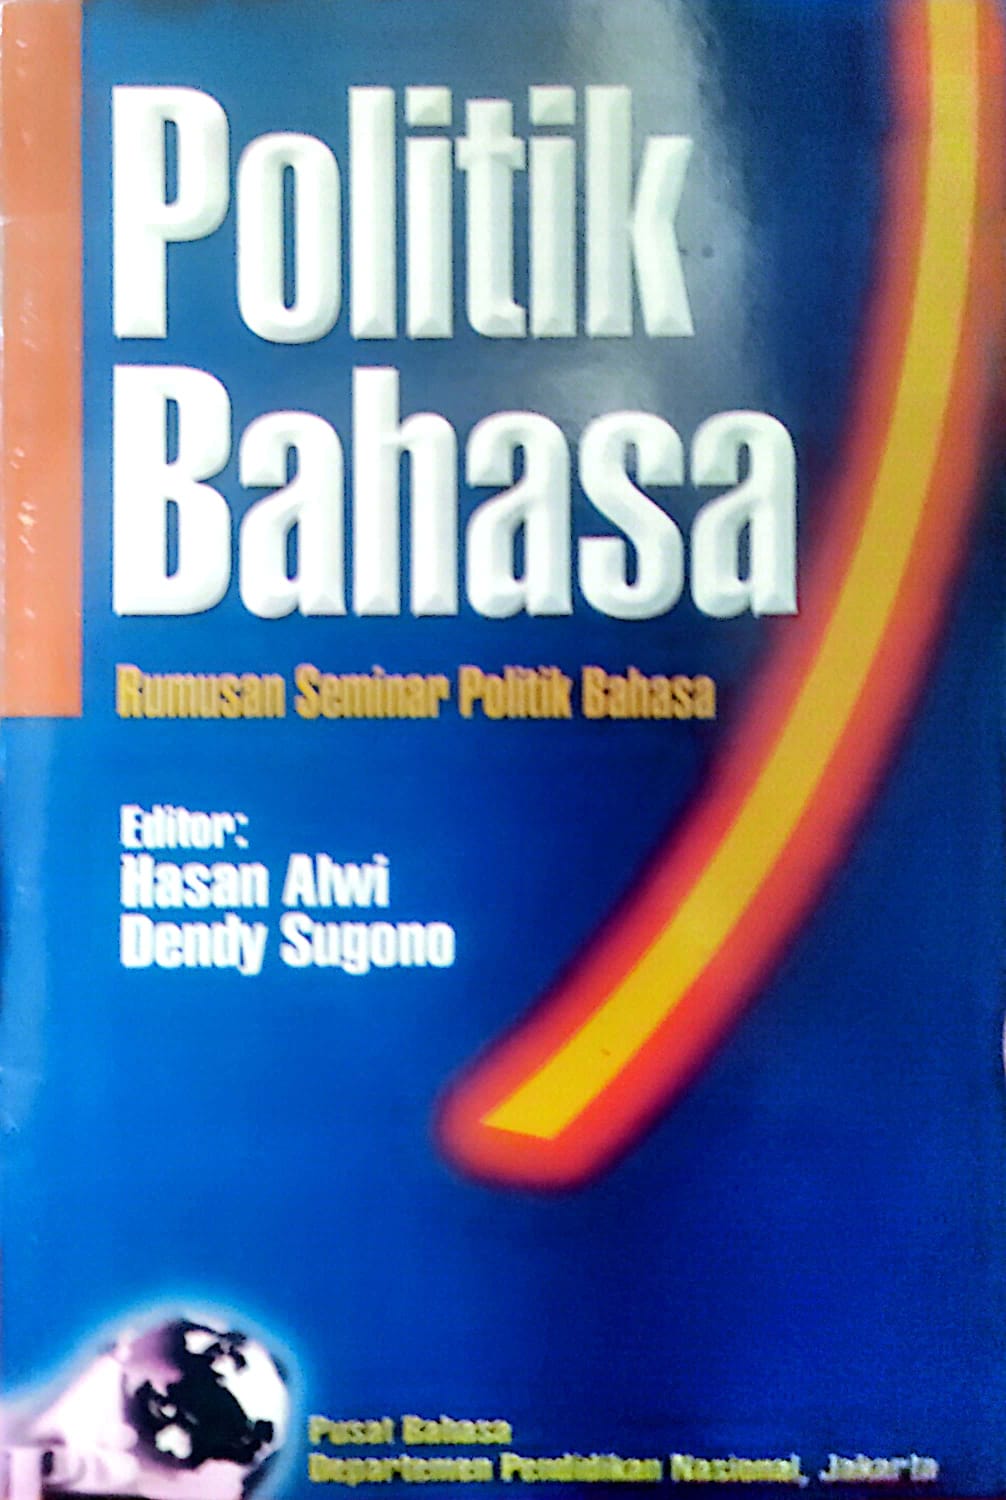 Politik
Bahasa
Rumusan Seminar Politik Bahasa
Editor:
Hasan Alwi
Dendy Sugono
Pusat Bahasa
Departemen Pendidikan Nasional, Jakarta